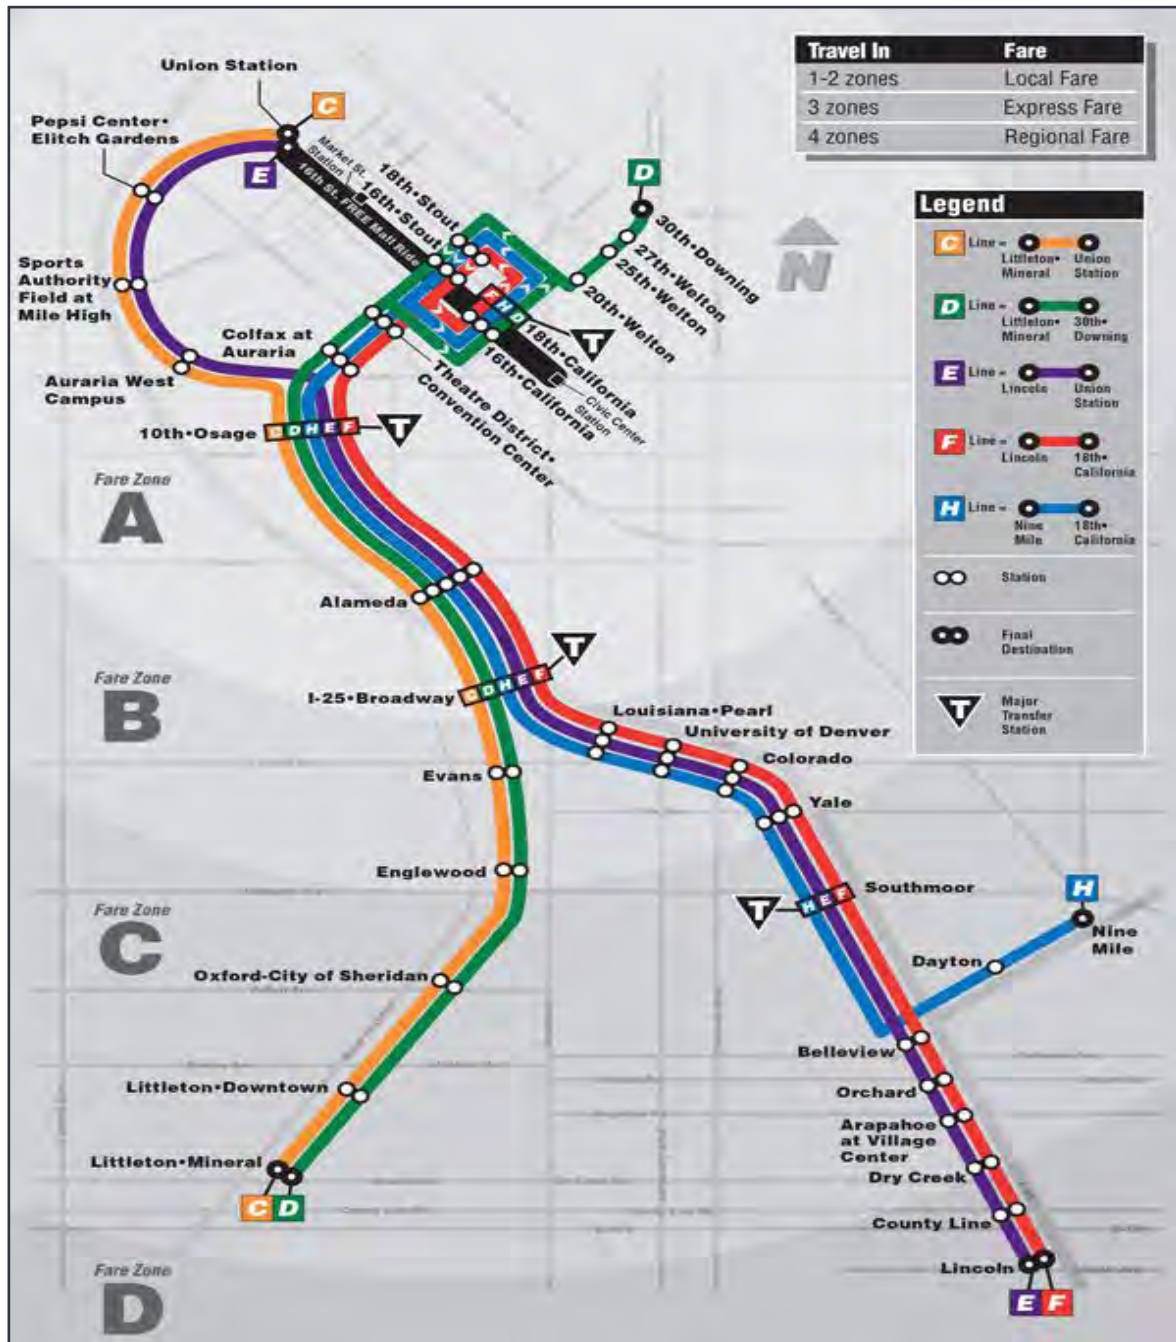 Travel In Fare
1-2 zones Local Fare
3 zones Express Fare
4 zones Regional Fare
Legend
C Line =
Littleton• Mineral
Union Station
D Line =
Littleton• Mineral
30th• Downing
E Line =
Lincoln
Union Station
F Line =
Lincoln
18th• California
H Line =
Nine Mile
18th• California
Station
Final
Destination
T
Major
Transfer
Station
Union Station
C
E
Pepsi Center•
Elitch Gardens
Market St.
Station
16th St. FREE Mall Ride
18th•Stout
16th•Stout
D
30th•Downing
27th•Welton
25th•Welton
20th•Welton
N
Sports
Authority
Field at
Mile High
Colfax at
Auraria
Auraria West
Campus
F H D
18th•California
T
16th•California
Civic Center
Station
Theatre District•
Convention Center
10th•Osage
C D H E F
T
Fare Zone
A
Alameda
Fare Zone
B
I-25•Broadway
C D H E F
T
Louisiana•Pearl
University of Denver
Colorado
Yale
Evans
Englewood
Southmoor
H E F
T
H
Nine
Mile
Dayton
Fare Zone
C
Oxford-City of Sheridan
Belleview
Orchard
Arapahoe
at Village
Center
Dry Creek
County Line
Lincoln
E F
Littleton•Downtown
Littleton•Mineral
C D
Fare Zone
D